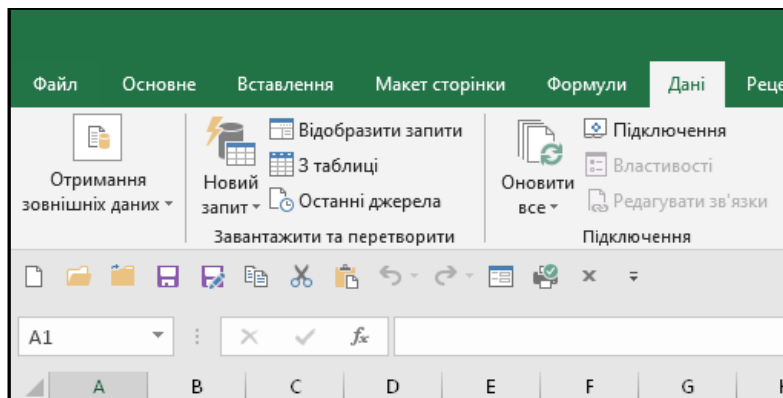 Файл Основне Вставлення Макет сторінки Формули Дані
Отримання
зовнішніх даних
Новий
запит
Відобразити запити
З таблиці
Останні джерела
Завантажити та перетворити
Оновити
все
Підключення
Властивості
Редагувати зв'язки
Підключення
A1 fx
A B C D E F G